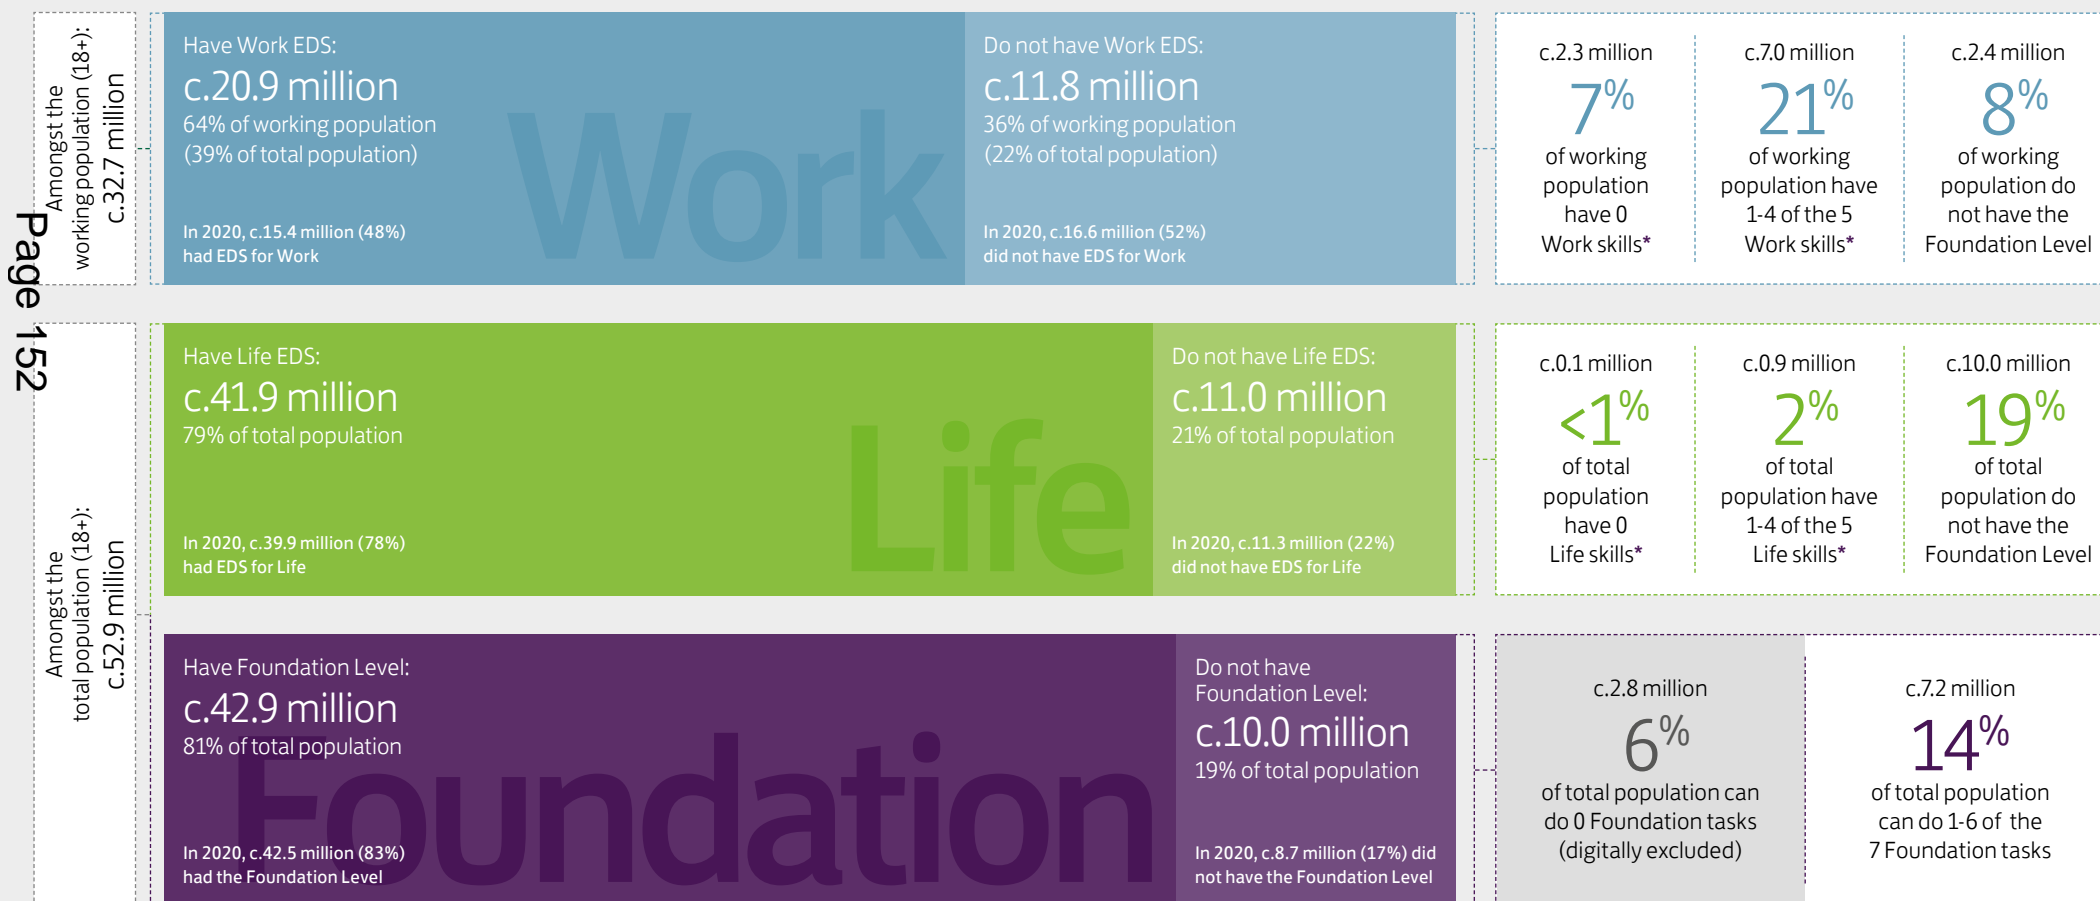 Page 152
Amongst the
working population (18+):
c.32.7 million
Have Work EDS:
c.20.9 million
64% of working population
(39% of total population)
In 2020, c.15.4 million (48%)
had EDS for Work
Work
Do not have Work EDS:
c.11.8 million
36% of working population
(22% of total population)
In 2020, c.16.6 million (52%)
did not have EDS for Work
c.2.3 million
7%
of working
population
have 0
Work skills*
c.7.0 million
21%
of working
population have
1-4 of the 5
Work skills*
c.2.4 million
8%
of working
population do
not have the
Foundation Level
Amongst the
total population (18+):
c.52.9 million
Have Life EDS:
c.41.9 million
79% of total population
In 2020, c.39.9 million (78%)
had EDS for Life
Life
Do not have Life EDS:
c.11.0 million
21% of total population
In 2020, c.11.3 million (22%)
did not have EDS for Life
c.0.1 million
<1%
of total
population
have 0
Life skills*
c.0.9 million
2%
of total
population have
1-4 of the 5
Life skills*
c.10.0 million
19%
of total
population do
not have the
Foundation Level
Have Foundation Level:
c.42.9 million
81% of total population
In 2020, c.42.5 million (83%)
had the Foundation Level
Foundation
Do not have
Foundation Level:
c.10.0 million
19% of total population
In 2020, c.8.7 million (17%) did
not have the Foundation Level
c.2.8 million
6%
of total population can
do 0 Foundation tasks
(digitally excluded)
c.7.2 million
14%
of total population
can do 1-6 of the
7 Foundation tasks